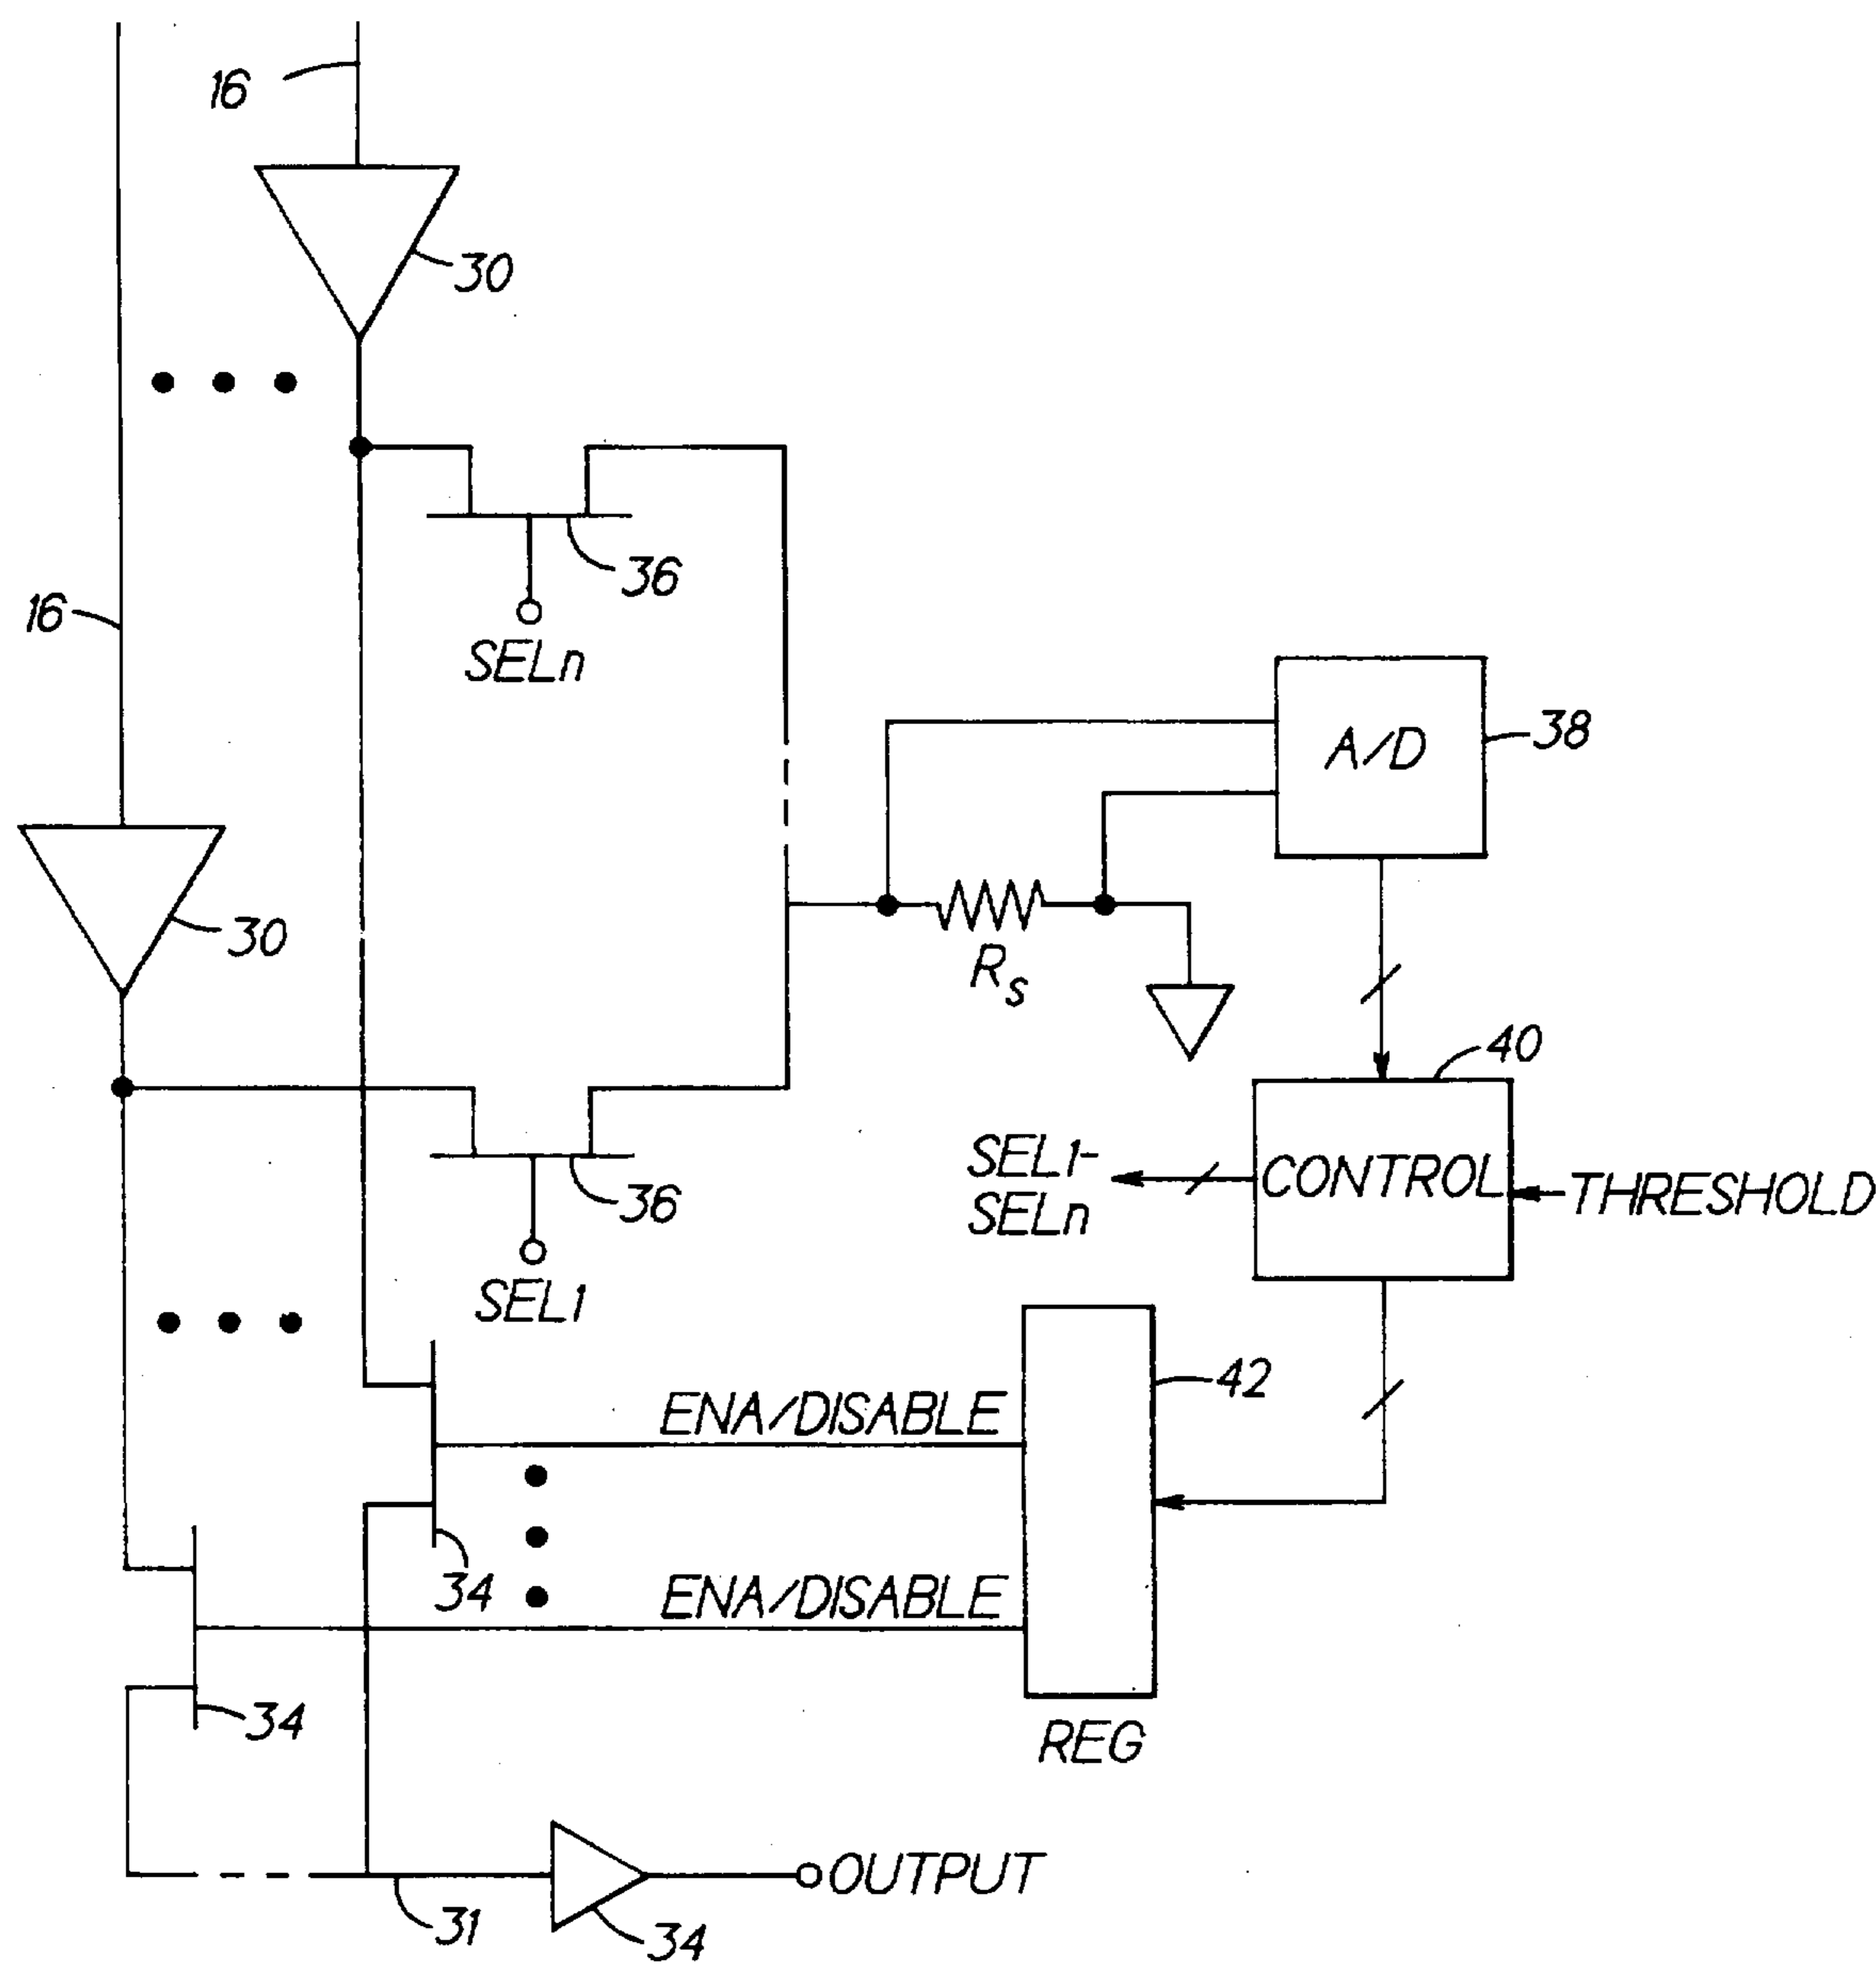 16
30
36
SELn
16
A/D
38
30
Rs
40
SEL1-
SELn
CONTROL
THRESHOLD
36
SEL1
42
ENA/DISABLE
34
ENA/DISABLE
34
REG
OUTPUT
31
34